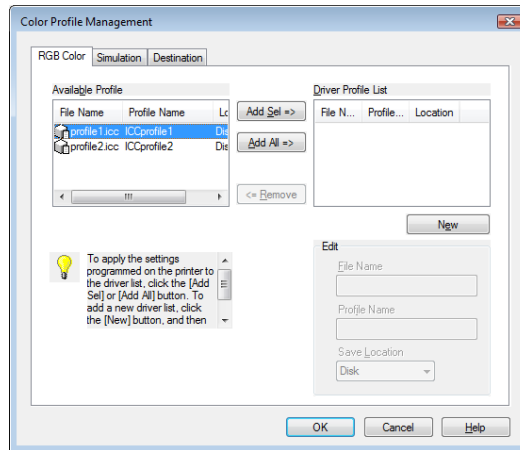 Color Profile Management
RGB Color Simulation Destination
Available Profile
File Name Profile Name
profile1.icc ICCprofile1
profile2.icc ICCprofile2
Add Sel =>
Add All =>
<= Remove
Driver Profile List
File N... Profile... Location
New
To apply the settings
programmed on the printer to
the driver list, click the [Add
Sel] or [Add All] button. To
add a new driver list, click
the [New] button, and then
Edit
File Name
Profile Name
Save Location
Disk
OK Cancel Help